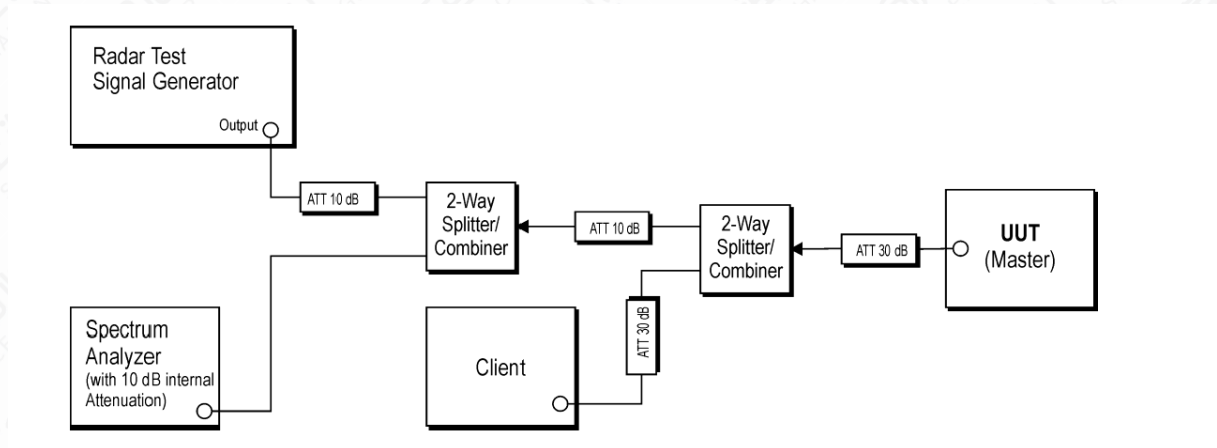 Radar Test
Signal Generator
Output
ATT 10 dB
2-Way
Splitter/
Combiner
ATT 10 dB
2-Way
Splitter/
Combiner
ATT 30 dB
UUT
(Master)
Spectrum
Analyzer
(with 10 dB internal
Attenuation)
Client
ATT 30 dB